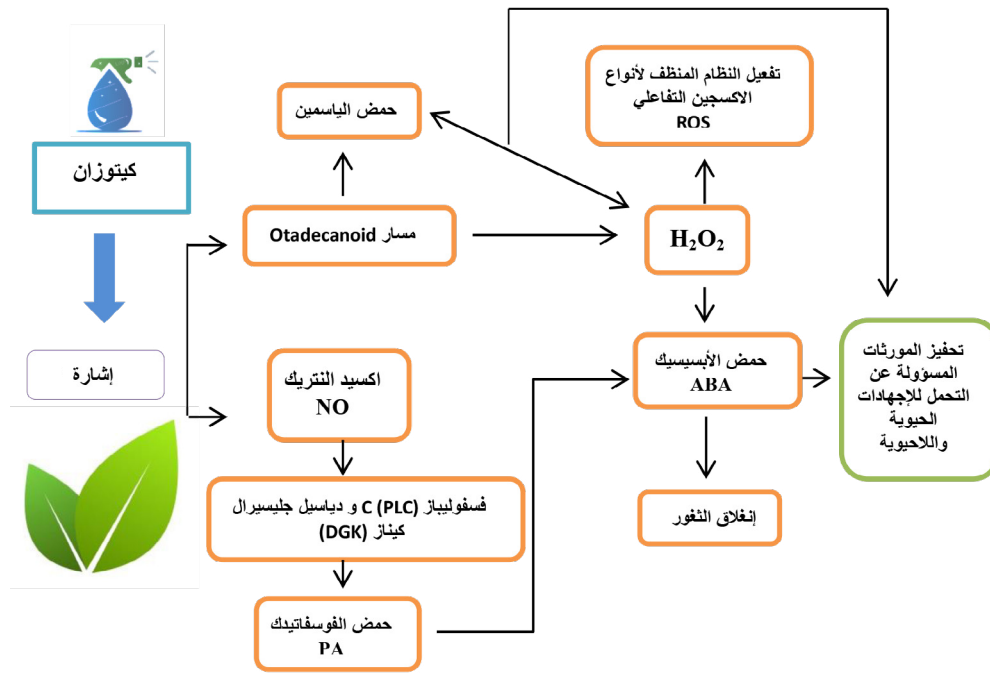 كيتوزان
إشارة
حمض الياسمين
مسار Otadecanoid
تفعيل النظام المنظف لأنواع
الاكسجين التفاعلي
ROS
H₂O₂
اكسيد النتريك
NO
فسفوليباز C (PLC) و دياسيل جليسيرال
كيناز (DGK)
حمض الفوسفاتيدك
PA
حمض الأبسيسيك
ABA
إنغلاق الثغور
تحفيز المورثات
المسؤولة عن
التحمل للإجهادات
الحيوية
واللاحيوية